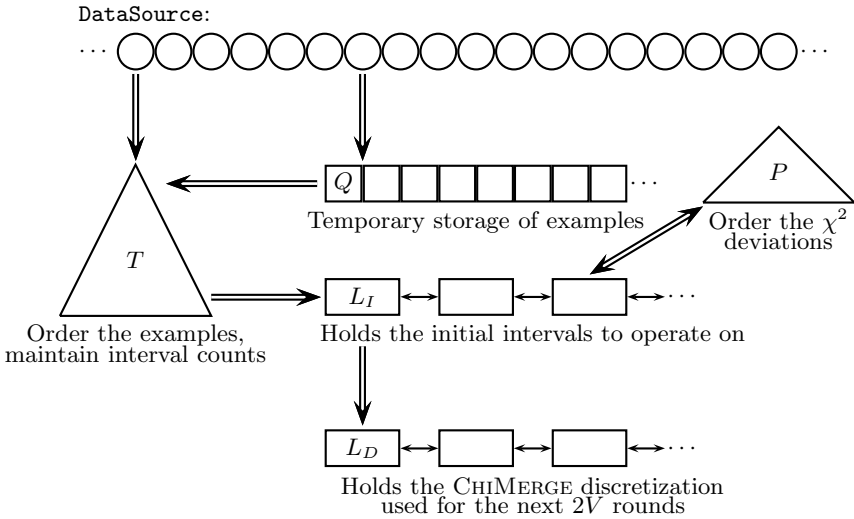 DataSource:
··· ···
Q ··· P
Temporary storage of examples
Order the χ²
deviations
T
L_I ···
Order the examples,
maintain interval counts
Holds the initial intervals to operate on
L_D ···
Holds the CHIMERGE discretization
used for the next 2V rounds